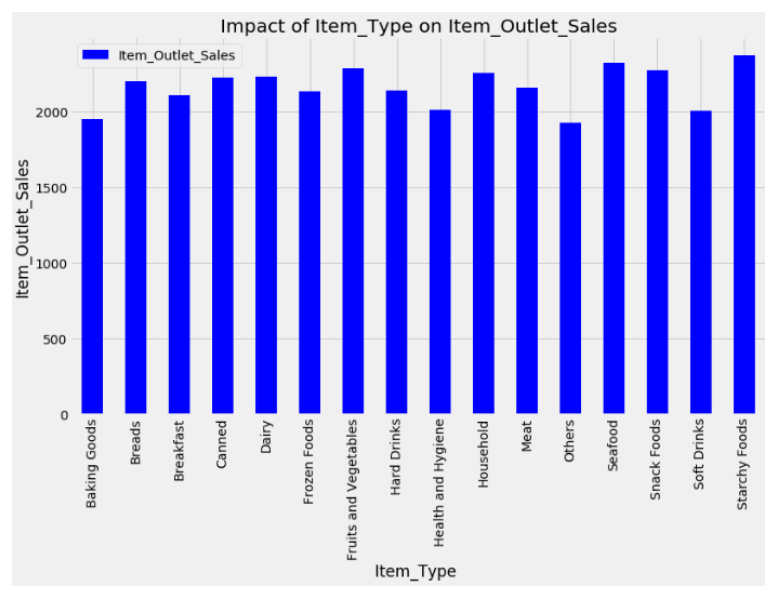 Impact of Item_Type on Item_Outlet_Sales
Item_Outlet_Sales
Item_Outlet_Sales
2000
1500
1000
500
0
Baking Goods
Breads
Breakfast
Canned
Dairy
Frozen Foods
Fruits and Vegetables
Hard Drinks
Health and Hygiene
Household
Meat
Others
Seafood
Snack Foods
Soft Drinks
Starchy Foods
Item_Type